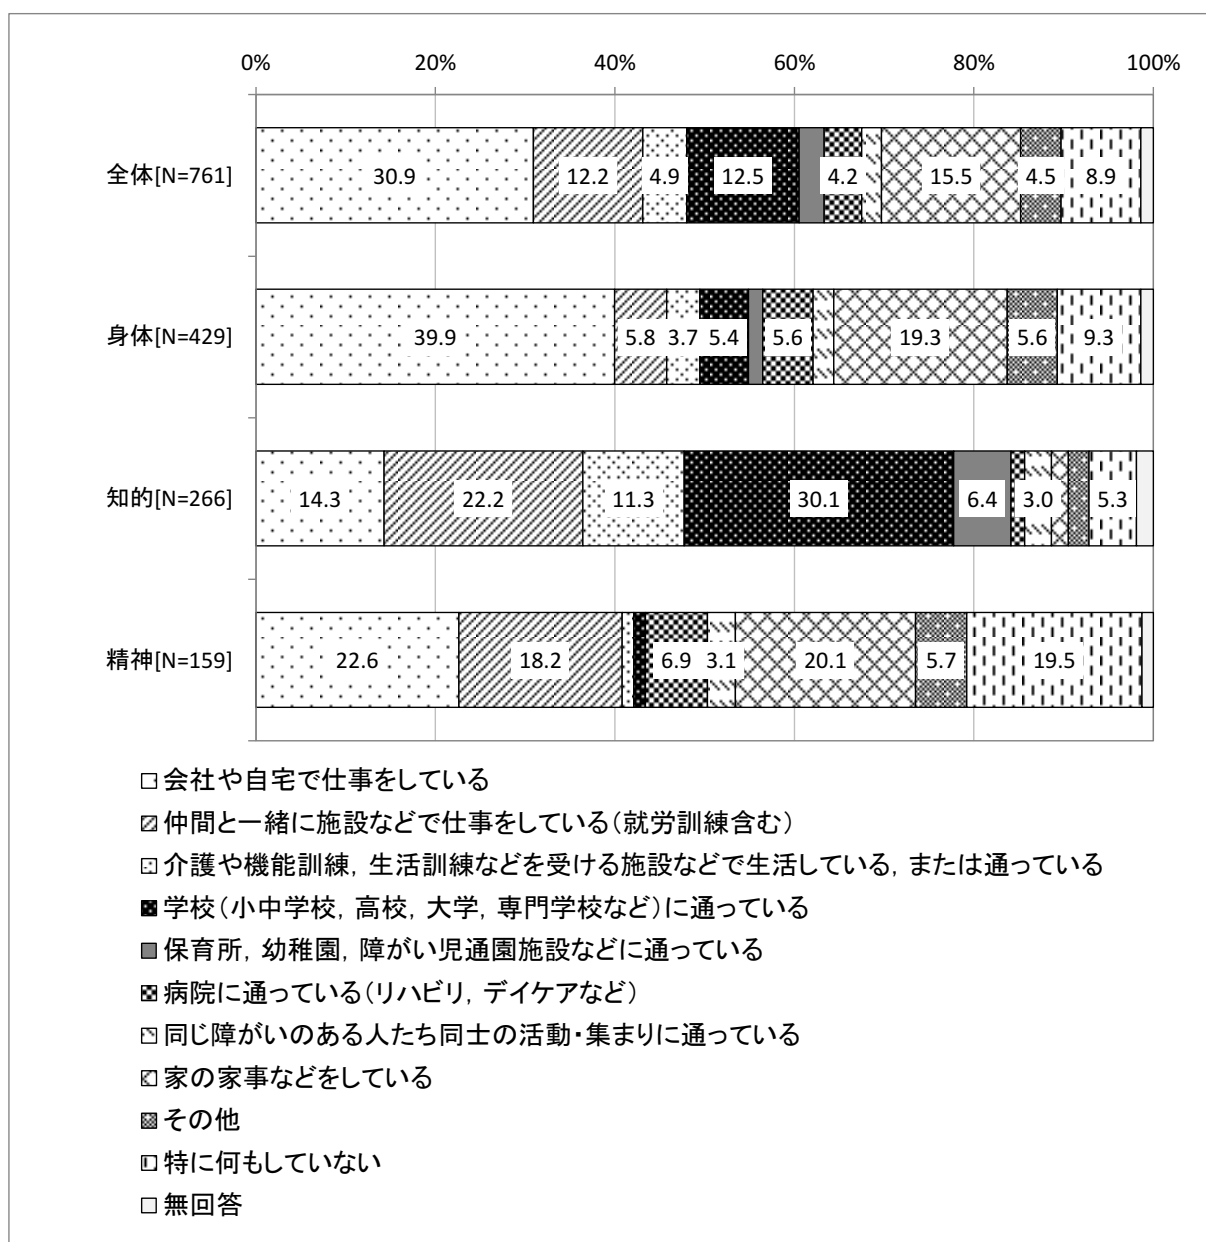 0% 20% 40% 60% 80% 100%
全体[N=761] 30.9 12.2 4.9 12.5 4.2 15.5 4.5 8.9
身体[N=429] 39.9 5.8 3.7 5.4 5.6 19.3 5.6 9.3
知的[N=266] 14.3 22.2 11.3 30.1 6.4 3.0 5.3
精神[N=159] 22.6 18.2 6.9 3.1 20.1 5.7 19.5
会社や自宅で仕事をしている
仲間と一緒に施設などで仕事をしている(就労訓練含む)
介護や機能訓練, 生活訓練などを受ける施設などで生活している, または通っている
学校(小中学校, 高校, 大学, 専門学校など)に通っている
保育所, 幼稚園, 障がい児通園施設などに通っている
病院に通っている(リハビリ, デイケアなど)
同じ障がいのある人たち同士の活動・集まりに通っている
家の家事などをしている
その他
特に何もしていない
無回答